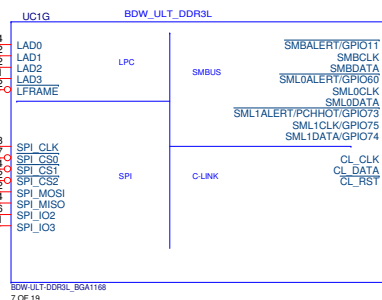 UC1G
BDW_ULT_DDR3L
LAD0
LAD1
LAD2
LAD3
LFRAME
LPC
SMBUS
SMBALERT/GPIO11
SMBCLK
SMBDATA
SML0ALERT/GPIO60
SML0CLK
SML0DATA
SML1ALERT/PCHHOT/GPIO73
SML1CLK/GPIO75
SML1DATA/GPIO74
SPI_CLK
SPI_CS0
SPI_CS1
SPI_CS2
SPI_MOSI
SPI_MISO
SPI_IO2
SPI_IO3
SPI
C-LINK
CL_CLK
CL_DATA
CL_RST
BDW-ULT-DDR3L_BGA1168
7 OF 19